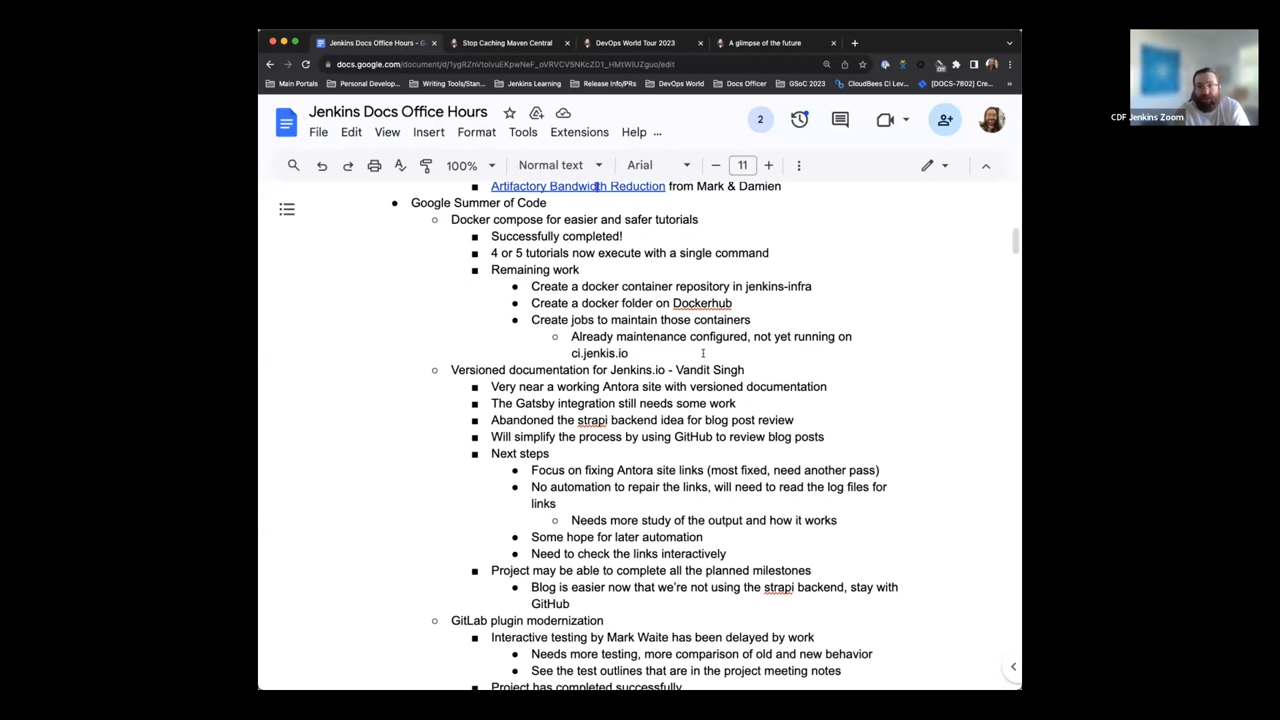 Jenkins Docs Office Hours - G
Stop Caching Maven Central
DevOps World Tour 2023
A glimpse of the future
docs.google.com/document/d/1ygRZnVtolvuEKpwNeF_oVRVCV5NKcZD1_HMtWIUZguo/edit
Main Portals
Personal Develop...
Writing Tools/Stan...
Jenkins Learning
Release Info/PRs
DevOps World
Docs Officer
GSoC 2023
CloudBees CI Lev...
[DOCS-7802] Cre...
CDF Jenkins Zoom
Jenkins Docs Office Hours
2
File Edit View Insert Format Tools Extensions Help ...
100% Normal text Arial 11
■ Artifactory Bandwidth Reduction from Mark & Damien
● Google Summer of Code
○ Docker compose for easier and safer tutorials
■ Successfully completed!
■ 4 or 5 tutorials now execute with a single command
■ Remaining work
● Create a docker container repository in jenkins-infra
● Create a docker folder on Dockerhub
● Create jobs to maintain those containers
○ Already maintenance configured, not yet running on
ci.jenkis.io
○ Versioned documentation for Jenkins.io - Vandit Singh
■ Very near a working Antora site with versioned documentation
■ The Gatsby integration still needs some work
■ Abandoned the strapi backend idea for blog post review
■ Will simplify the process by using GitHub to review blog posts
■ Next steps
● Focus on fixing Antora site links (most fixed, need another pass)
● No automation to repair the links, will need to read the log files for
links
○ Needs more study of the output and how it works
● Some hope for later automation
● Need to check the links interactively
■ Project may be able to complete all the planned milestones
● Blog is easier now that we're not using the strapi backend, stay with
GitHub
○ GitLab plugin modernization
■ Interactive testing by Mark Waite has been delayed by work
● Needs more testing, more comparison of old and new behavior
● See the test outlines that are in the project meeting notes
■ Project has completed successfully